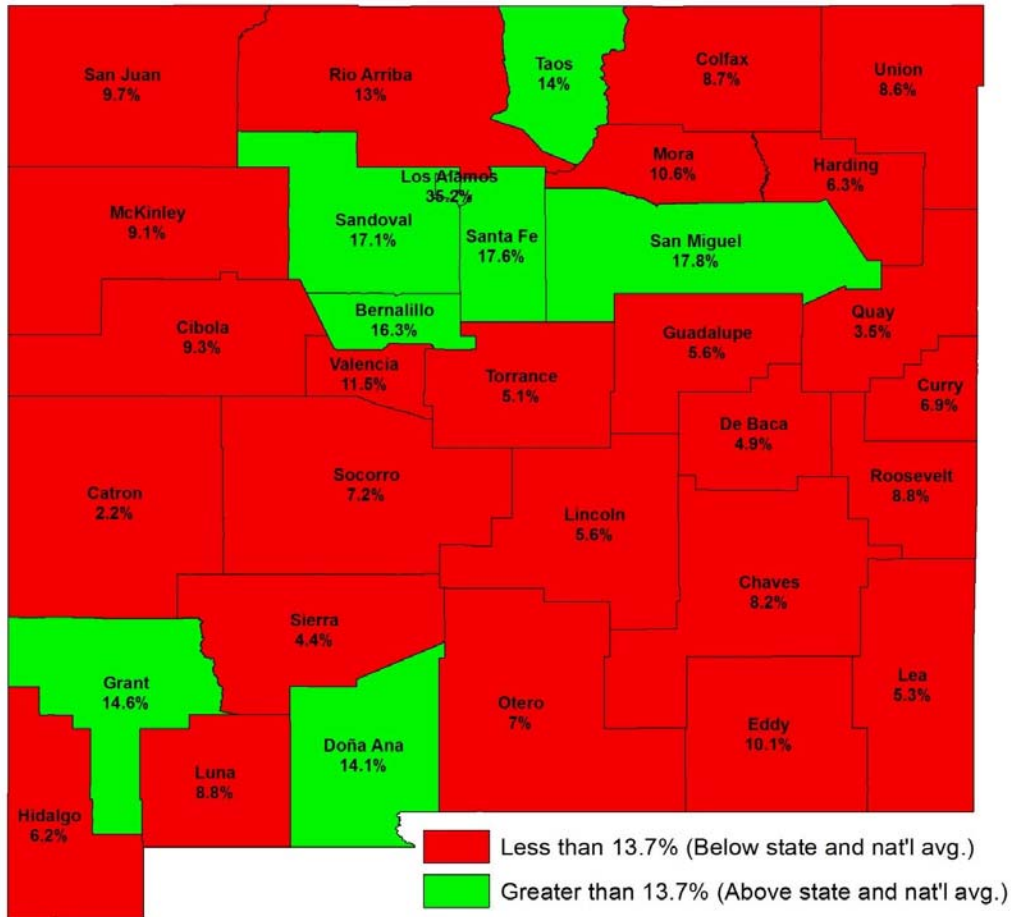 San Juan
9.7%
Rio Arriba
13%
Taos
14%
Colfax
8.7%
Union
8.6%
Mora
10.6%
Harding
6.3%
Los Alamos
35.2%
McKinley
9.1%
Sandoval
17.1%
Santa Fe
17.6%
San Miguel
17.8%
Bernalillo
16.3%
Cibola
9.3%
Valencia
11.5%
Torrance
5.1%
Guadalupe
5.6%
Quay
3.5%
Curry
6.9%
De Baca
4.9%
Roosevelt
8.8%
Catron
2.2%
Socorro
7.2%
Lincoln
5.6%
Chaves
8.2%
Sierra
4.4%
Grant
14.6%
Otero
7%
Lea
5.3%
Eddy
10.1%
Doña Ana
14.1%
Luna
8.8%
Hidalgo
6.2%
Less than 13.7% (Below state and nat'l avg.)
Greater than 13.7% (Above state and nat'l avg.)